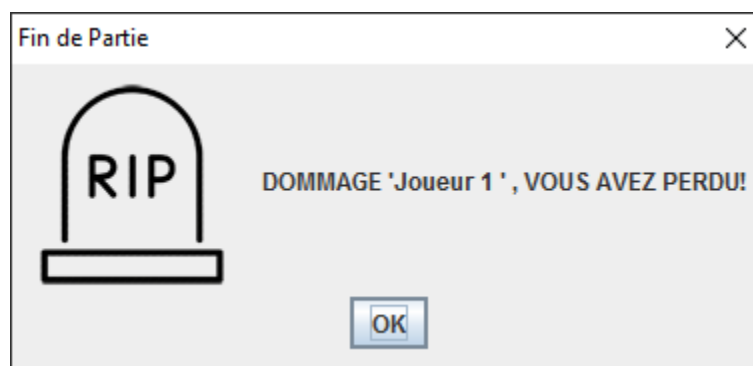 Fin de Partie
RIP
DOMMAGE 'Joueur 1 ' , VOUS AVEZ PERDU!
OK